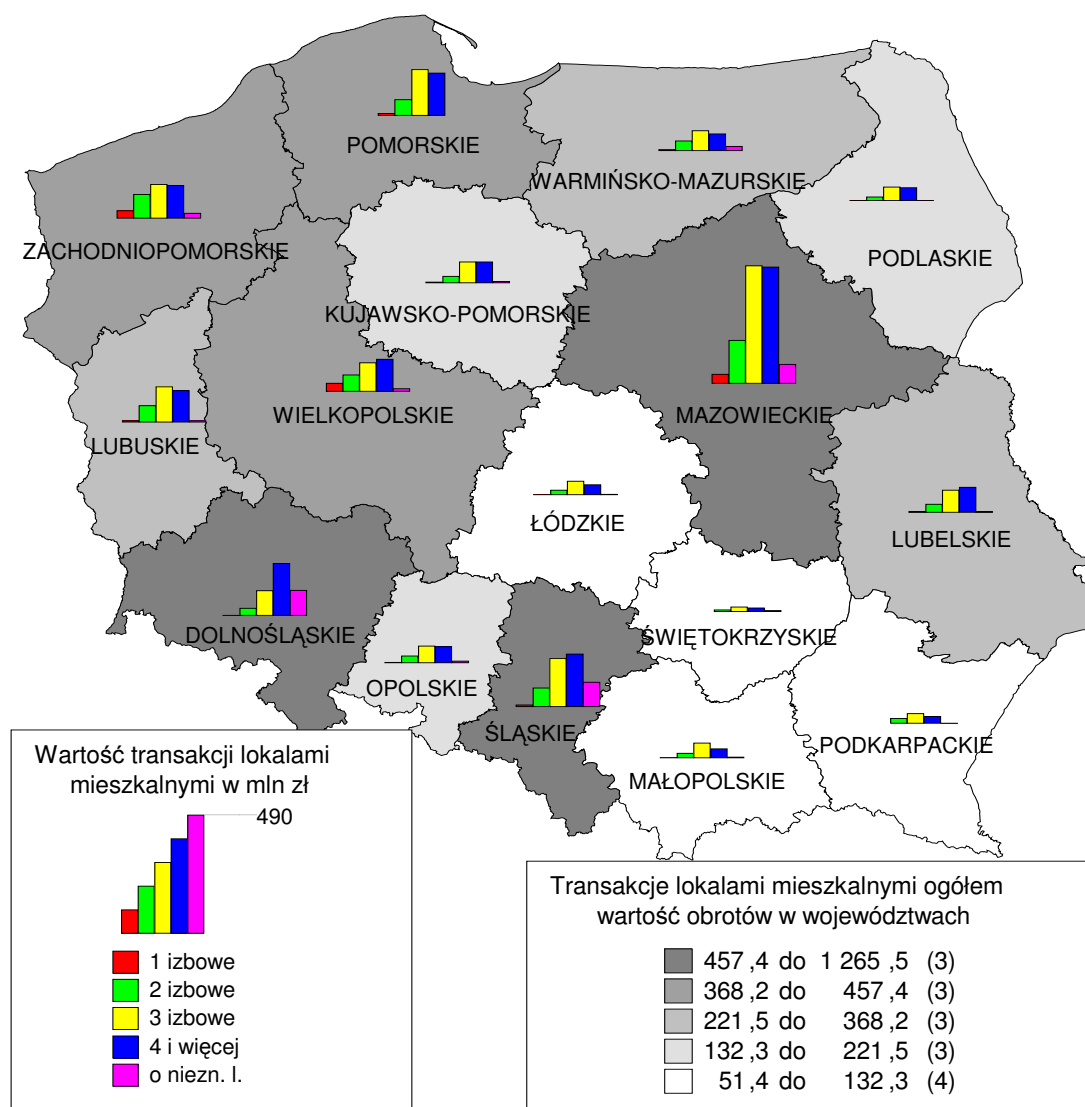 POMORSKIE
WARMIŃSKO-MAZURSKIE
ZACHODNIOPOMORSKIE
PODLASKIE
KUJAWSKO-POMORSKIE
WIELKOPOLSKIE
MAZOWIECKIE
LUBUSKIE
ŁÓDZKIE
LUBELSKIE
DOLNOŚLĄSKIE
ŚWIĘTOKRZYSKIE
OPOLSKIE
ŚLĄSKIE
PODKARPACKIE
MAŁOPOLSKIE
Wartość transakcji lokalami
mieszkalnymi w mln zł
490
1 izbowe
2 izbowe
3 izbowe
4 i więcej
o niezn. l.
Transakcje lokalami mieszkalnymi ogółem
wartość obrotów w województwach
457 ,4 do 1 265 ,5 (3)
368 ,2 do 457 ,4 (3)
221 ,5 do 368 ,2 (3)
132 ,3 do 221 ,5 (3)
51 ,4 do 132 ,3 (4)